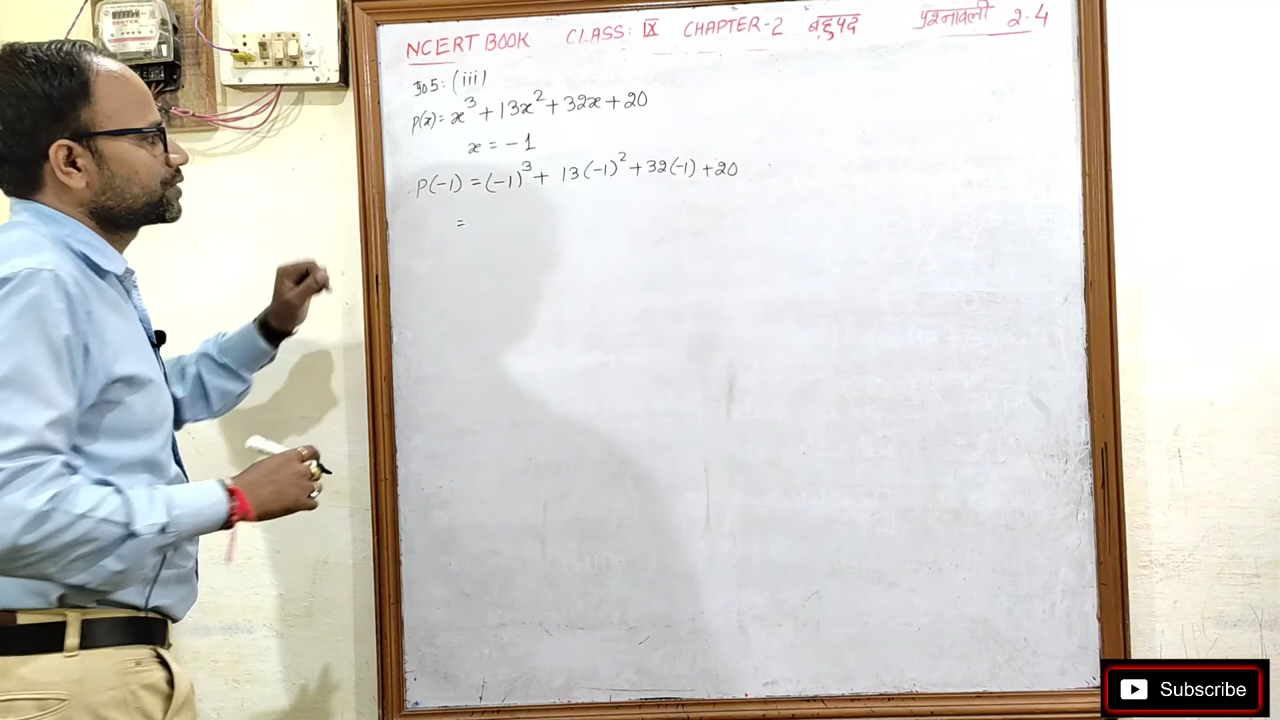 NCERT BOOK CLASS: IX CHAPTER-2 बहुपद प्रश्नावली 2.4
प्र०5: (iii)
p(x) = x³ + 13x² + 32x + 20
x = -1
p(-1) = (-1)³ + 13(-1)² + 32(-1) + 20
=
Subscribe